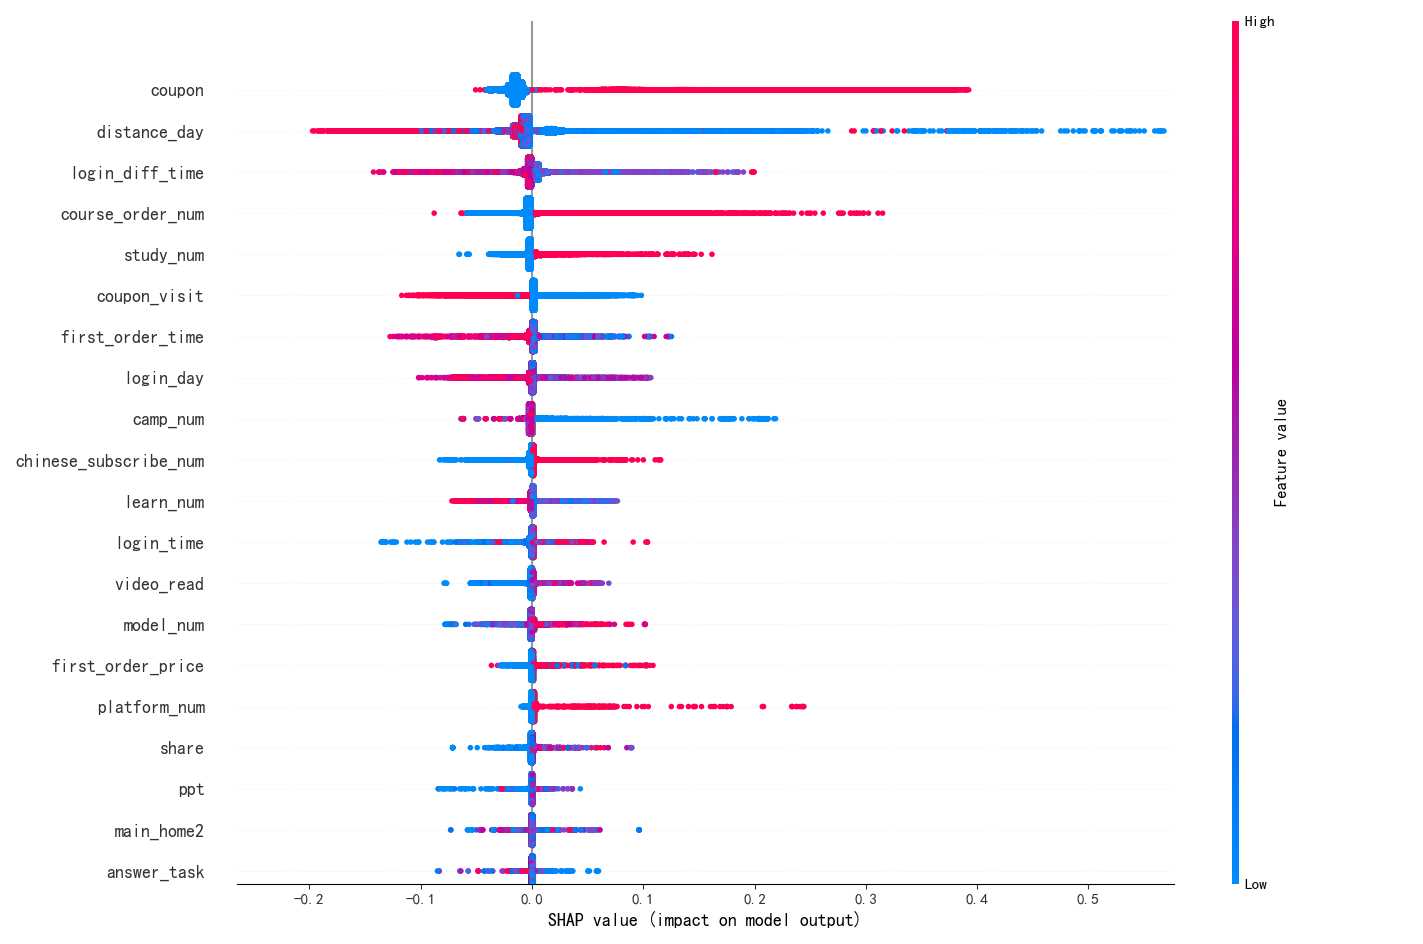 High
coupon
distance_day
login_diff_time
course_order_num
study_num
coupon_visit
first_order_time
login_day
camp_num
chinese_subscribe_num
learn_num
login_time
video_read
model_num
first_order_price
platform_num
share
ppt
main_home2
answer_task
Feature value
Low
-0.2 -0.1 0.0 0.1 0.2 0.3 0.4 0.5
SHAP value (impact on model output)